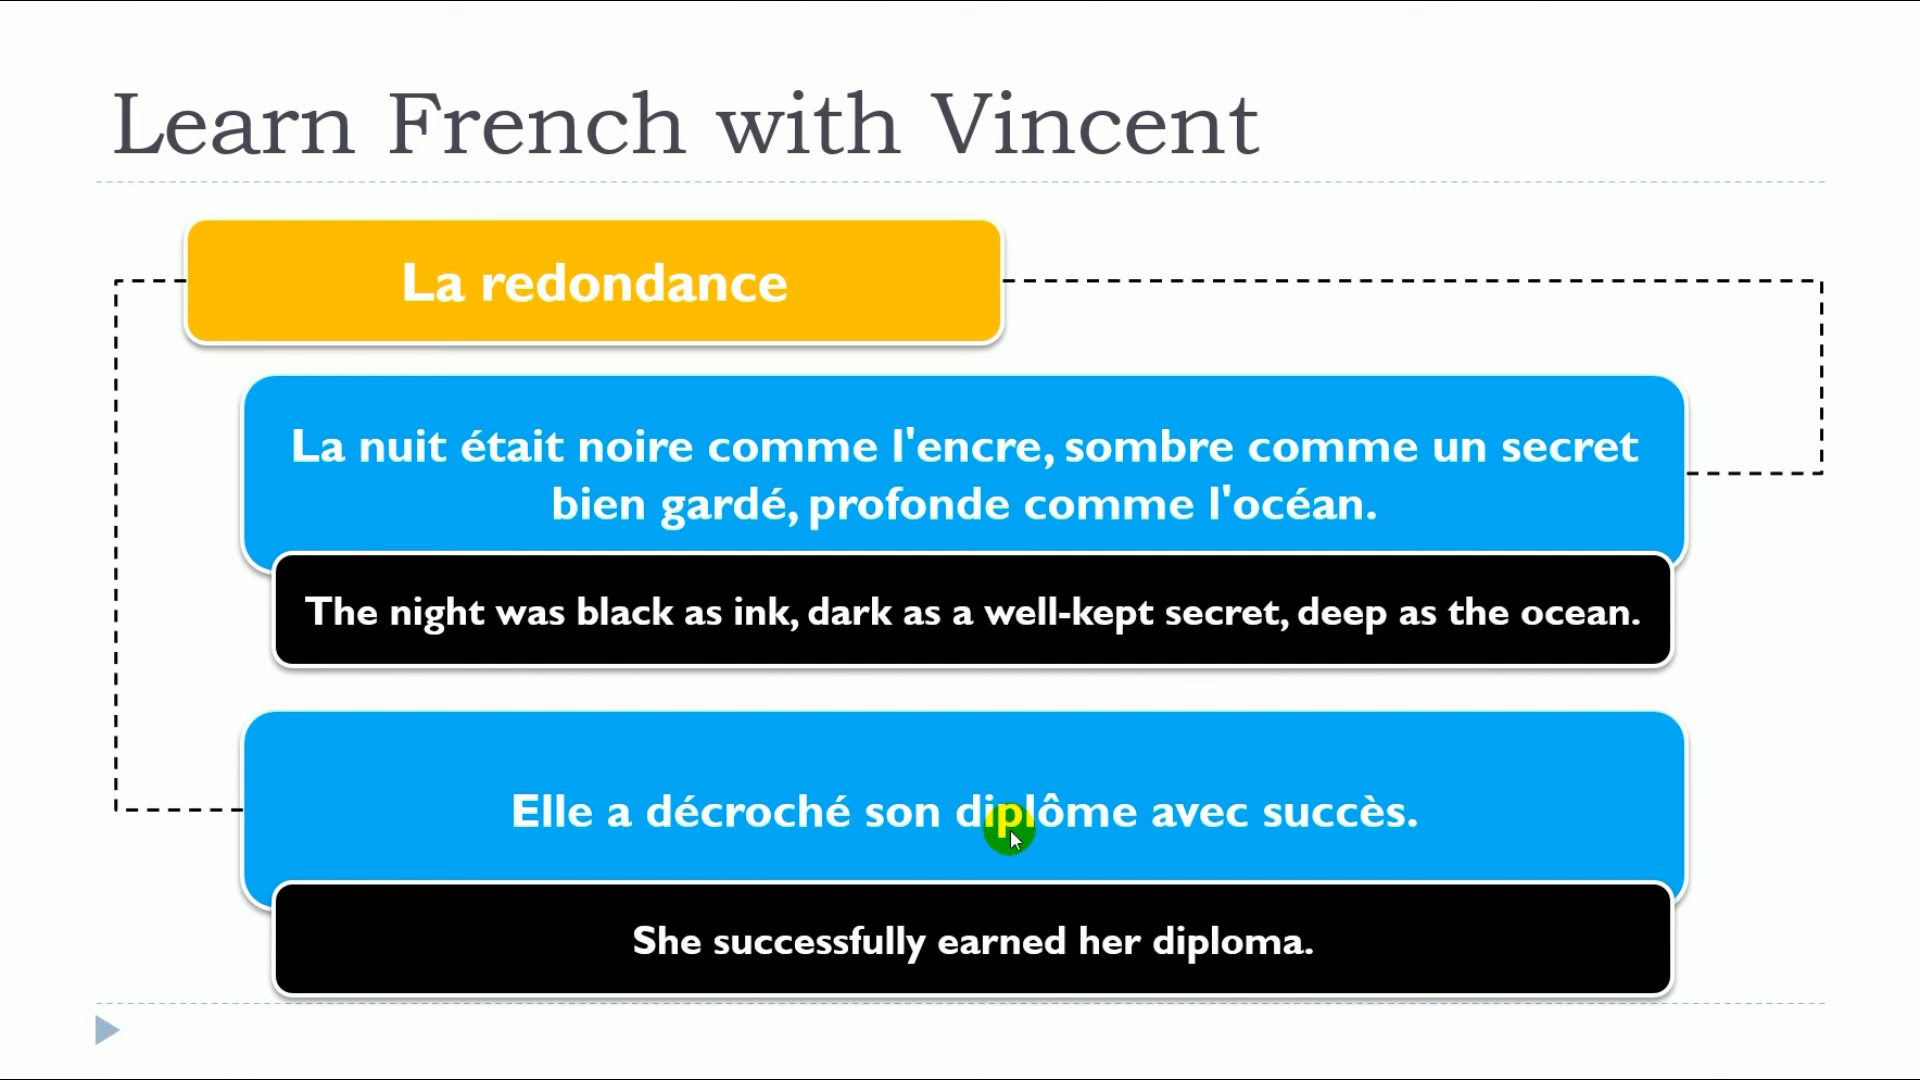 Learn French with Vincent
La redondance
La nuit était noire comme l'encre, sombre comme un secret
bien gardé, profonde comme l'océan.
The night was black as ink, dark as a well-kept secret, deep as the ocean.
Elle a décroché son diplôme avec succès.
She successfully earned her diploma.